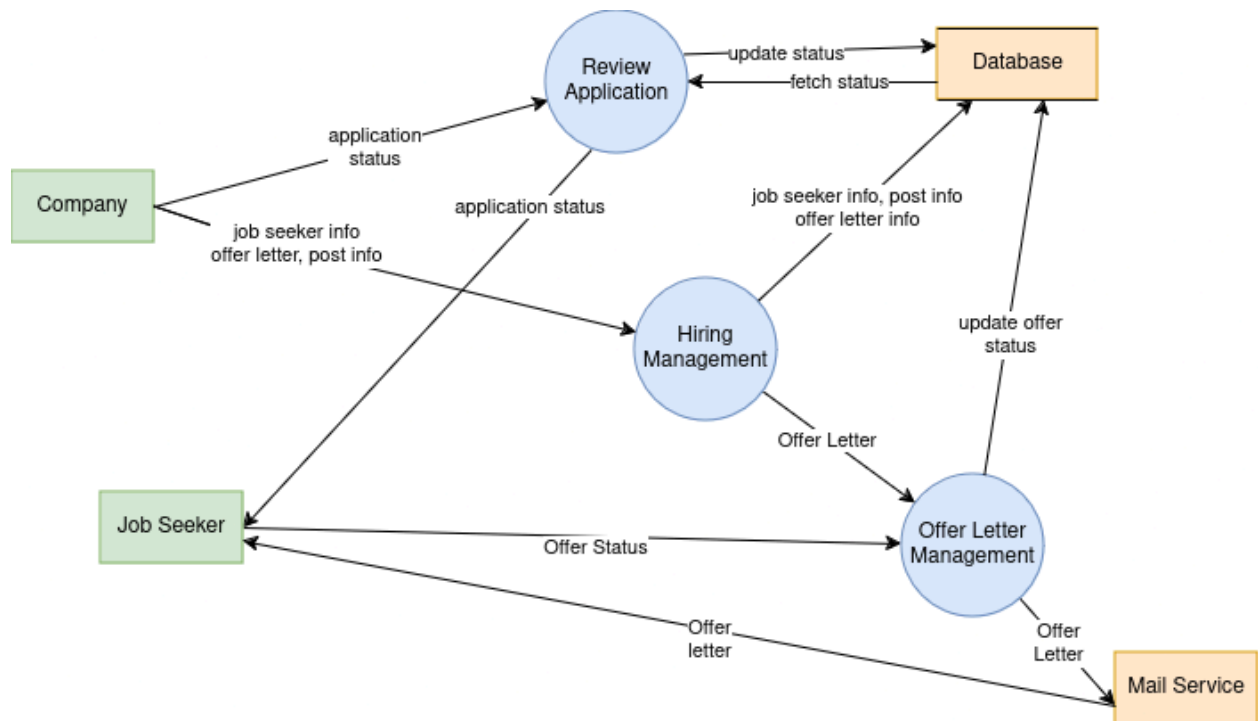 Review
Application
update status
fetch status
Database
application
status
Company
job seeker info
offer letter, post info
application status
job seeker info, post info
offer letter info
Hiring
Management
update offer
status
Offer Letter
Job Seeker
Offer Status
Offer Letter
Management
Offer
letter
Offer
Letter
Mail Service